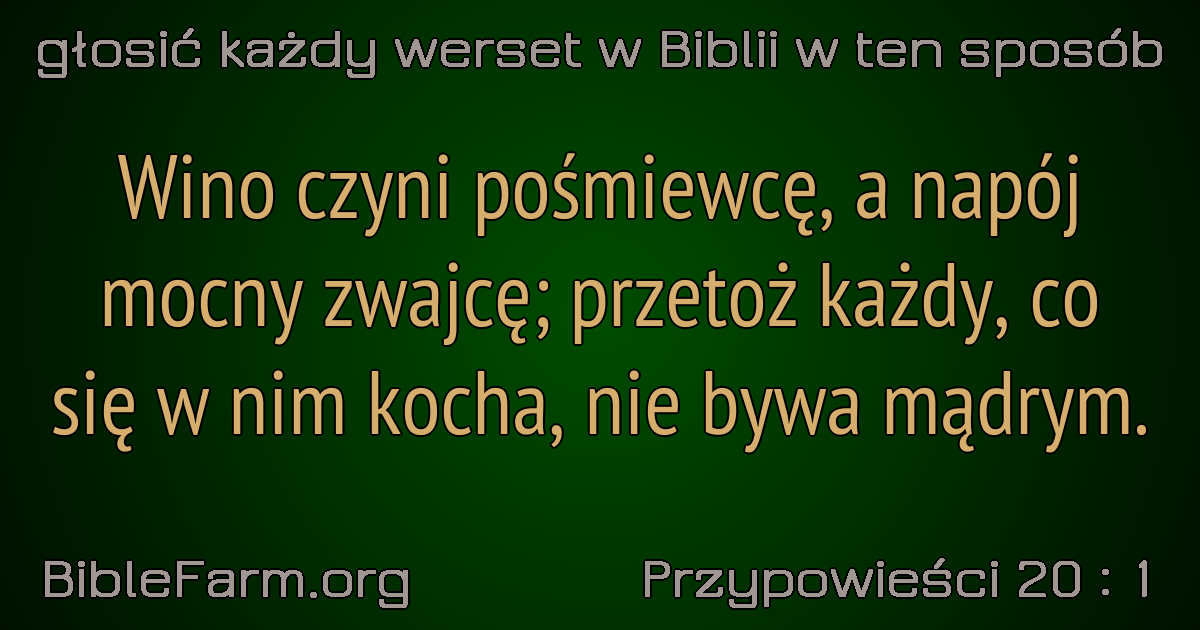 głosić każdy werset w Biblii w ten sposób
Wino czyni pośmiewcę, a napój
mocny zwajcę; przetoż każdy, co
się w nim kocha, nie bywa mądrym.
BibleFarm.org
Przypowieści 20 : 1